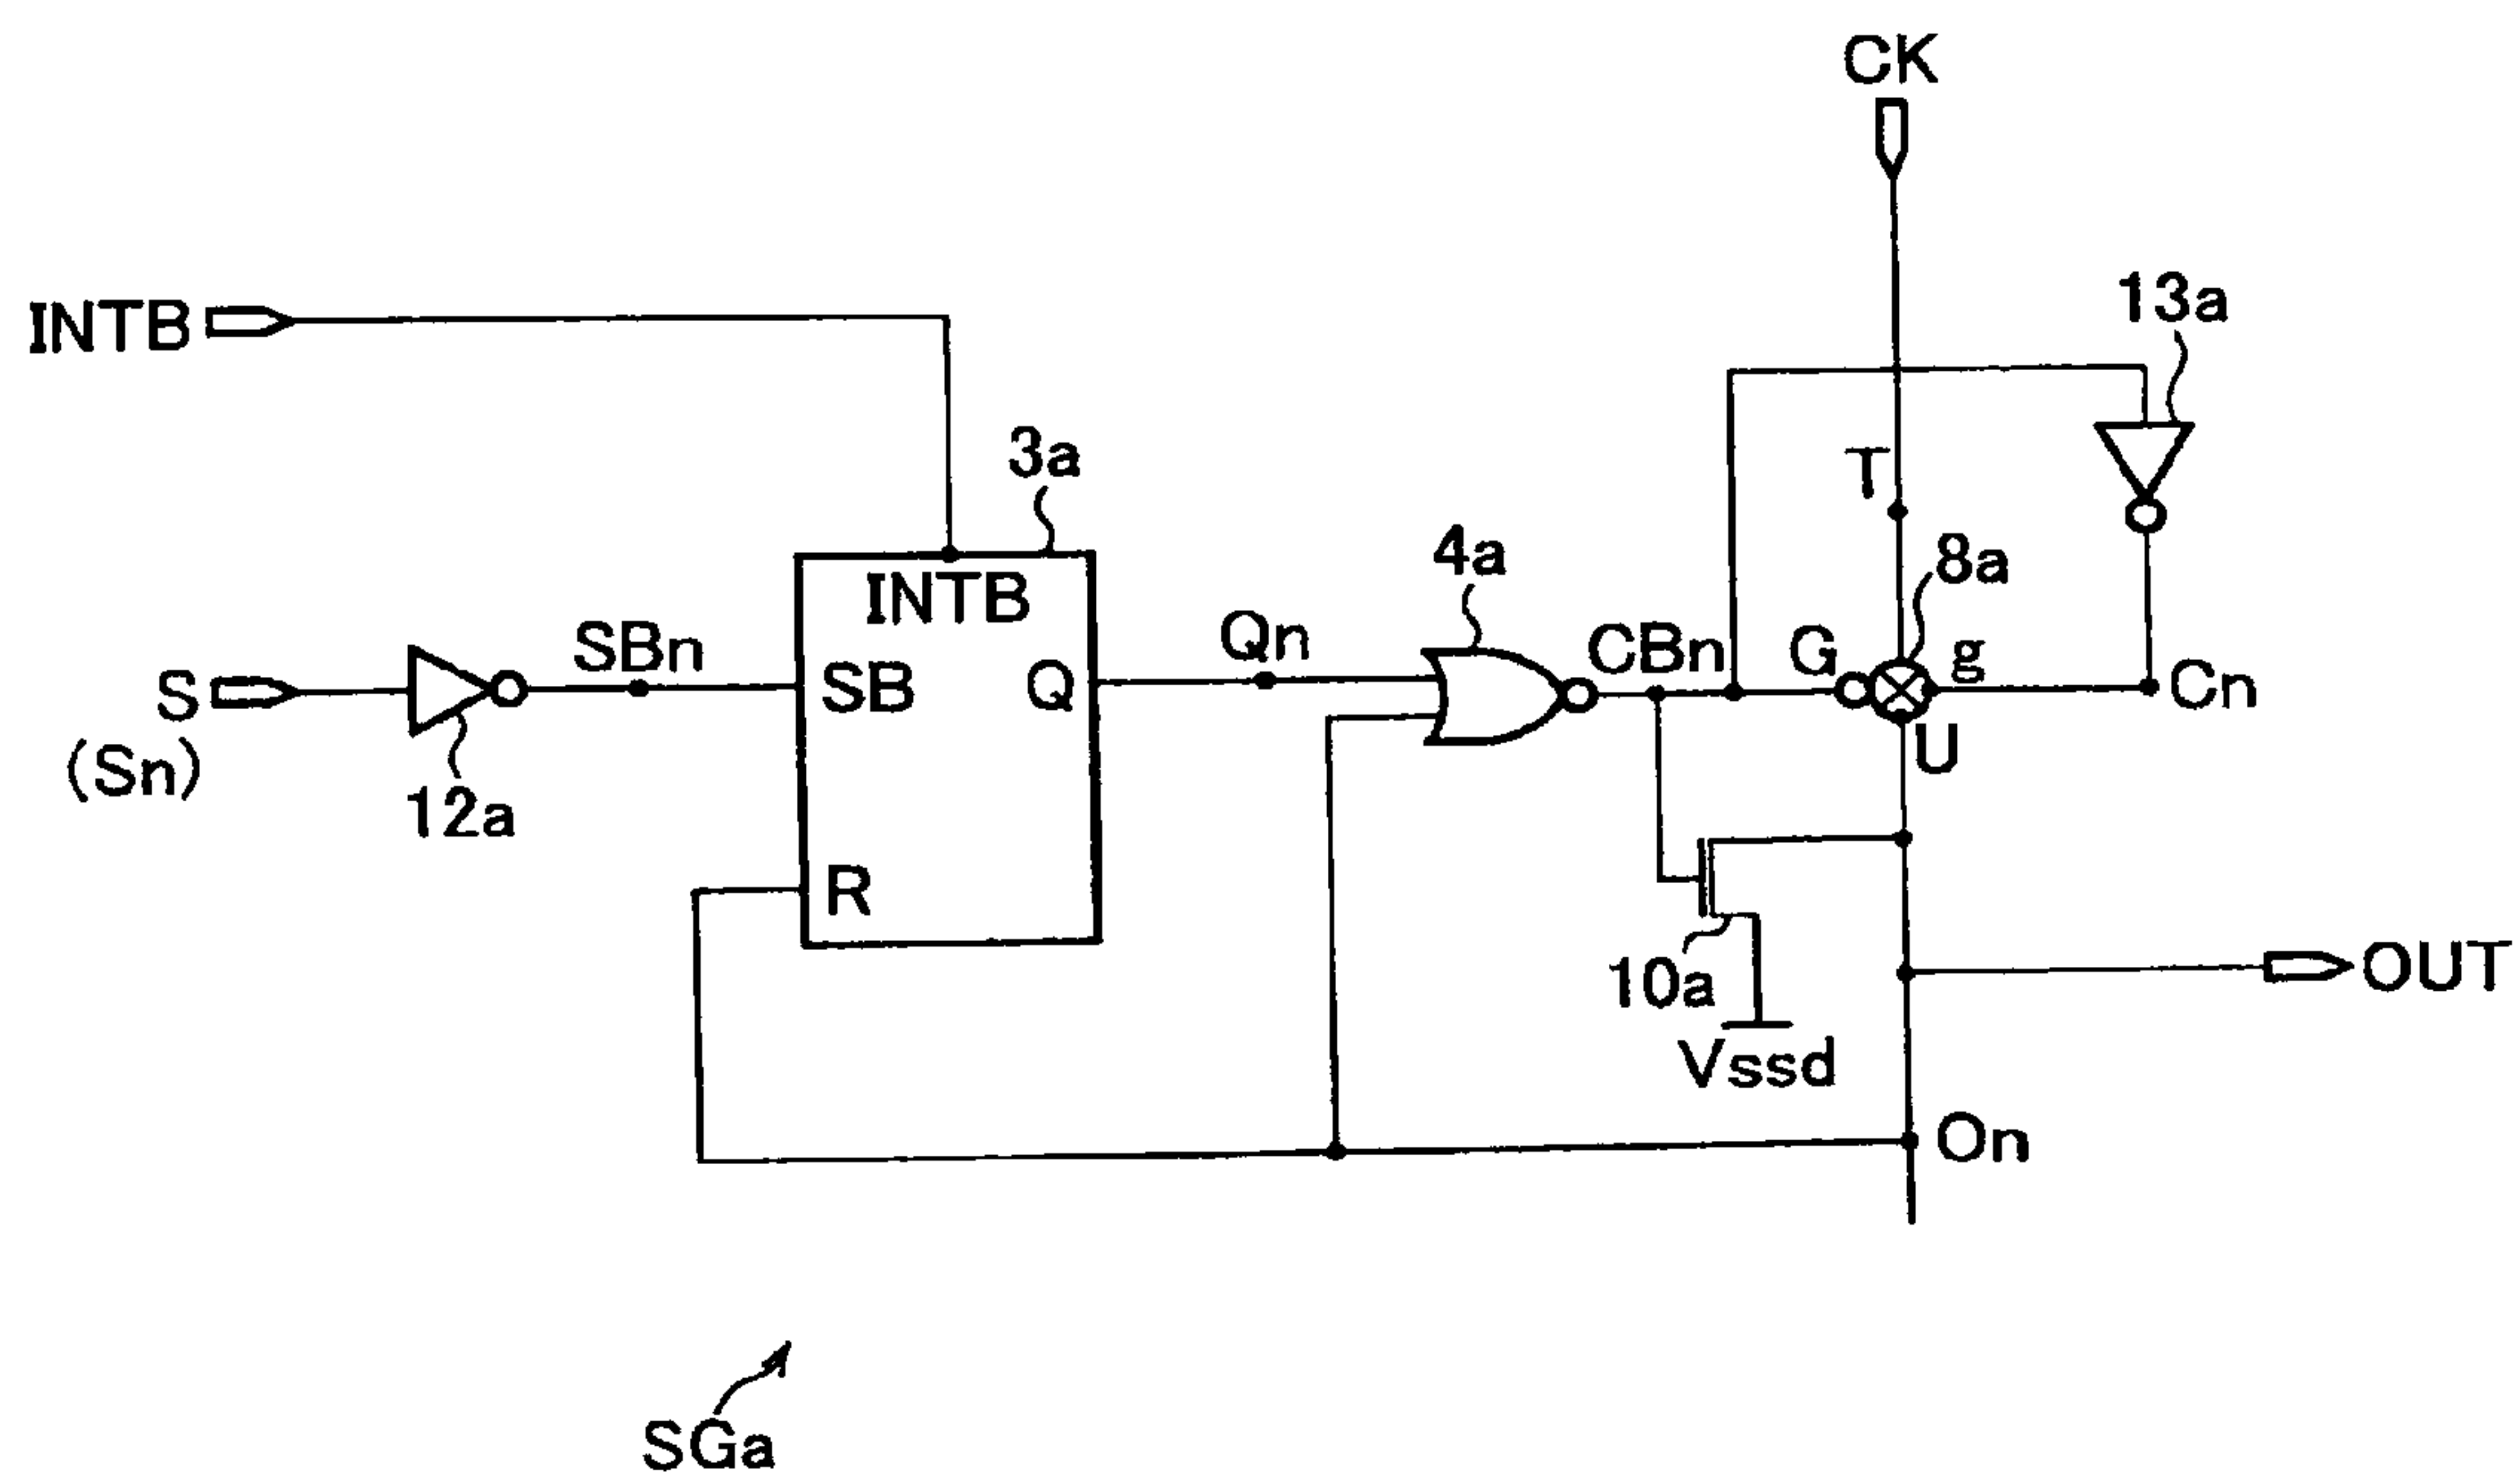 CK
13a
INTB
3a
T
4a
8a
INTB
SBn
Qn
CBn
G
g
S
SB
Q
Cn
(Sn)
U
12a
R
10a
OUT
Vssd
On
SGa